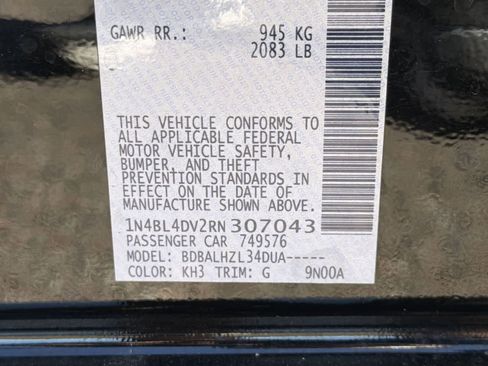 GAWR RR.: 945 KG
2083 LB
THIS VEHICLE CONFORMS TO
ALL APPLICABLE FEDERAL
MOTOR VEHICLE SAFETY,
BUMPER, AND THEFT
PREVENTION STANDARDS IN
EFFECT ON THE DATE OF
MANUFACTURE SHOWN ABOVE.
1N4BL4DV2RN307043
PASSENGER CAR 749576
MODEL: BDBALHZL34DUA-----
COLOR: KH3 TRIM: G 9N00A